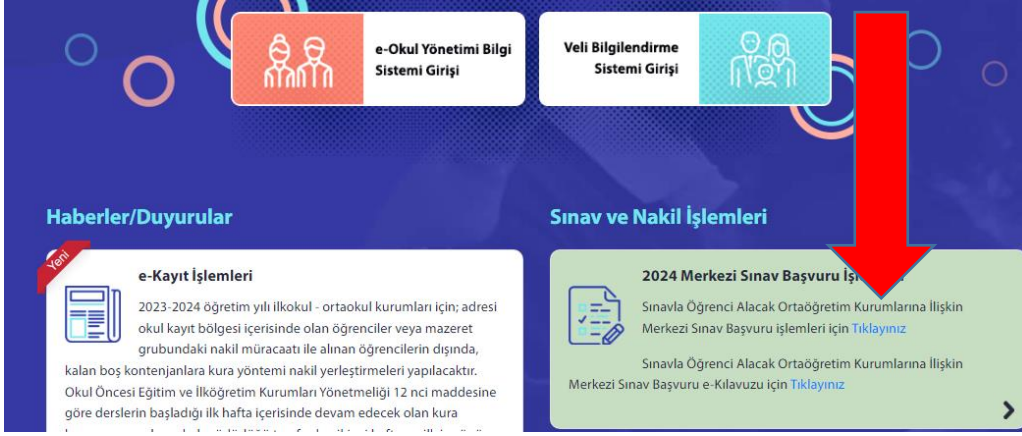 e-Okul Yönetimi Bilgi
Sistemi Girişi
Veli Bilgilendirme
Sistemi Girişi
Haberler/Duyurular
Yeni
e-Kayıt İşlemleri
2023-2024 öğretim yılı ilkokul - ortaokul kurumları için; adresi
okul kayıt bölgesi içerisinde olan öğrenciler veya mazeret
grubundaki nakil müracaatı ile alınan öğrencilerin dışında,
kalan boş kontenjanlara kura yöntemi nakil yerleştirmeleri yapılacaktır.
Okul Öncesi Eğitim ve İlköğretim Kurumları Yönetmeliği 12 nci maddesine
göre derslerin başladığı ilk hafta içerisinde devam edecek olan kura
Sınav ve Nakil İşlemleri
2024 Merkezi Sınav Başvuru
Sınavla Öğrenci Alacak Ortaöğretim Kurumlarına İlişkin
Merkezi Sınav Başvuru işlemleri için Tıklayınız
Sınavla Öğrenci Alacak Ortaöğretim Kurumlarına İlişkin
Merkezi Sınav Başvuru e-Kılavuzu için Tıklayınız